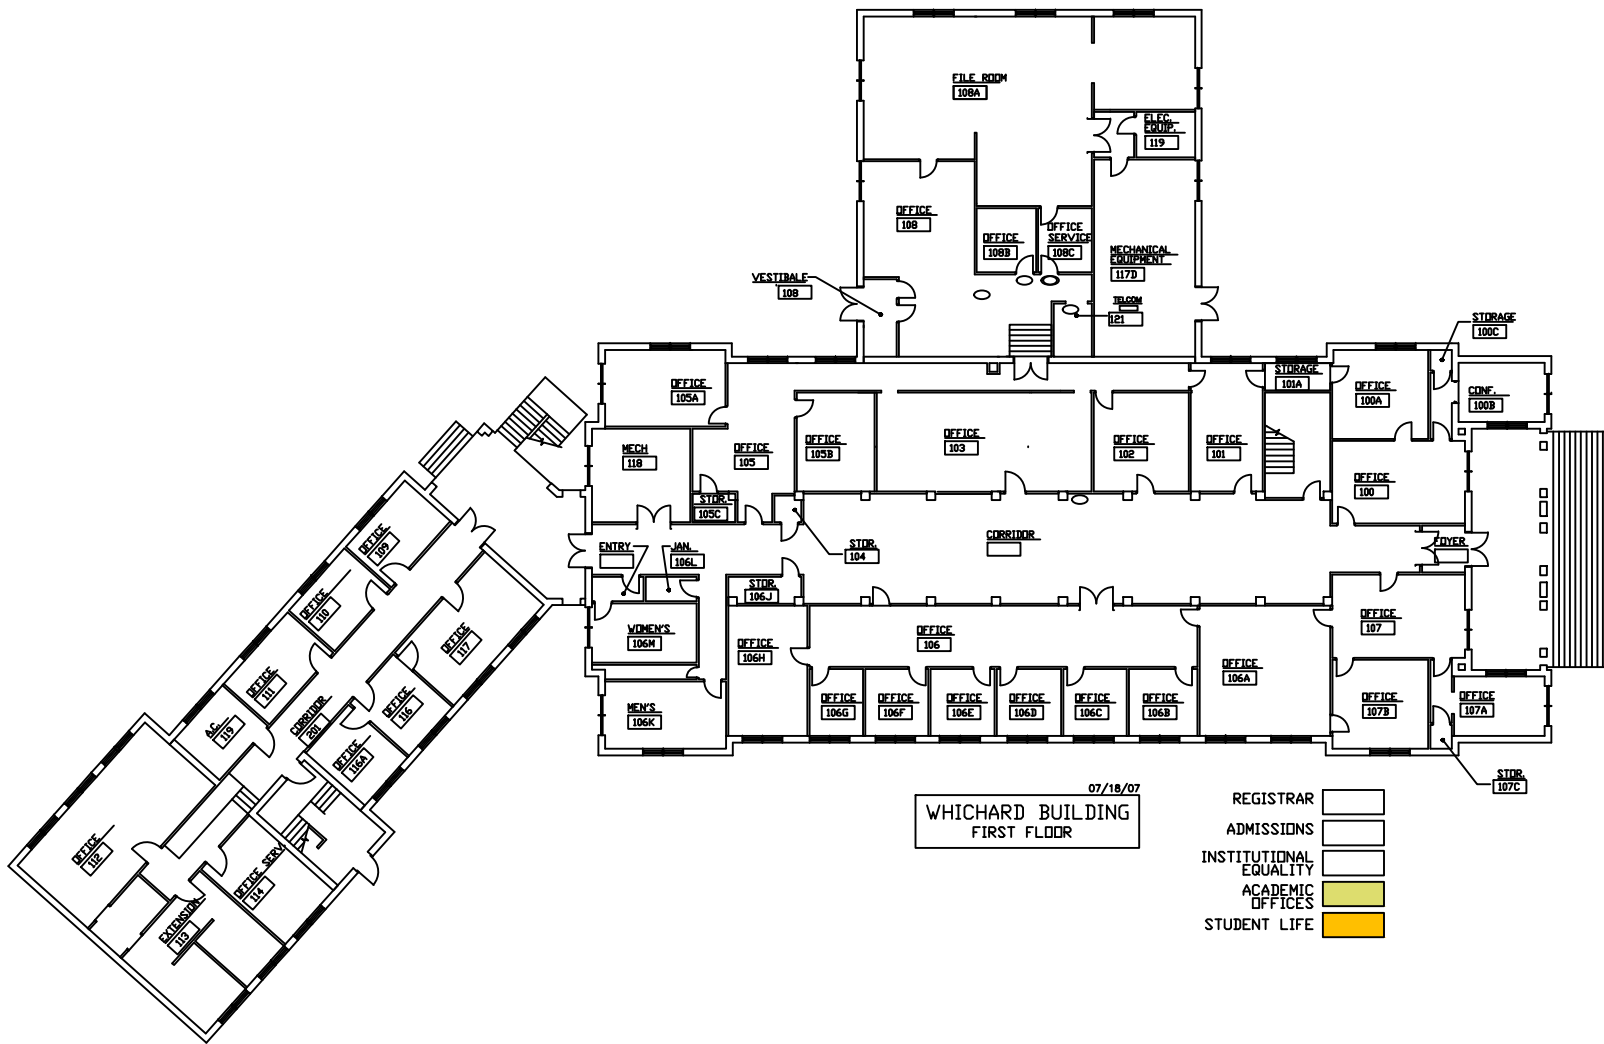 FILE ROOM
108A
ELEC.
EQUIP.
119
OFFICE
108
OFFICE
108B
OFFICE
SERVICE
108C
MECHANICAL
EQUIPMENT
117D
TELCOM
121
VESTIBALE
108
STORAGE
100C
OFFICE
105A
STORAGE
101A
OFFICE
100A
CONF.
100B
MECH
118
OFFICE
105
OFFICE
105B
OFFICE
103
OFFICE
102
OFFICE
101
OFFICE
100
STOR.
105C
STOR.
104
CORRIDOR
FOYER
ENTRY
JAN.
106L
STOR.
106J
WOMEN'S
106M
OFFICE
106H
OFFICE
106
OFFICE
106A
OFFICE
107
MEN'S
106K
OFFICE
106G
OFFICE
106F
OFFICE
106E
OFFICE
106D
OFFICE
106C
OFFICE
106B
OFFICE
107B
OFFICE
107A
STOR.
107C
OFFICE
109
OFFICE
110
OFFICE
111
OFFICE
117
OFFICE
116
CORRIDOR
201
A.C.
119
OFFICE
116A
OFFICE
112
OFFICE SERV.
114
EXTENSION
113
07/18/07
WHICHARD BUILDING
FIRST FLOOR
REGISTRAR
ADMISSIONS
INSTITUTIONAL
EQUALITY
ACADEMIC
OFFICES
STUDENT LIFE